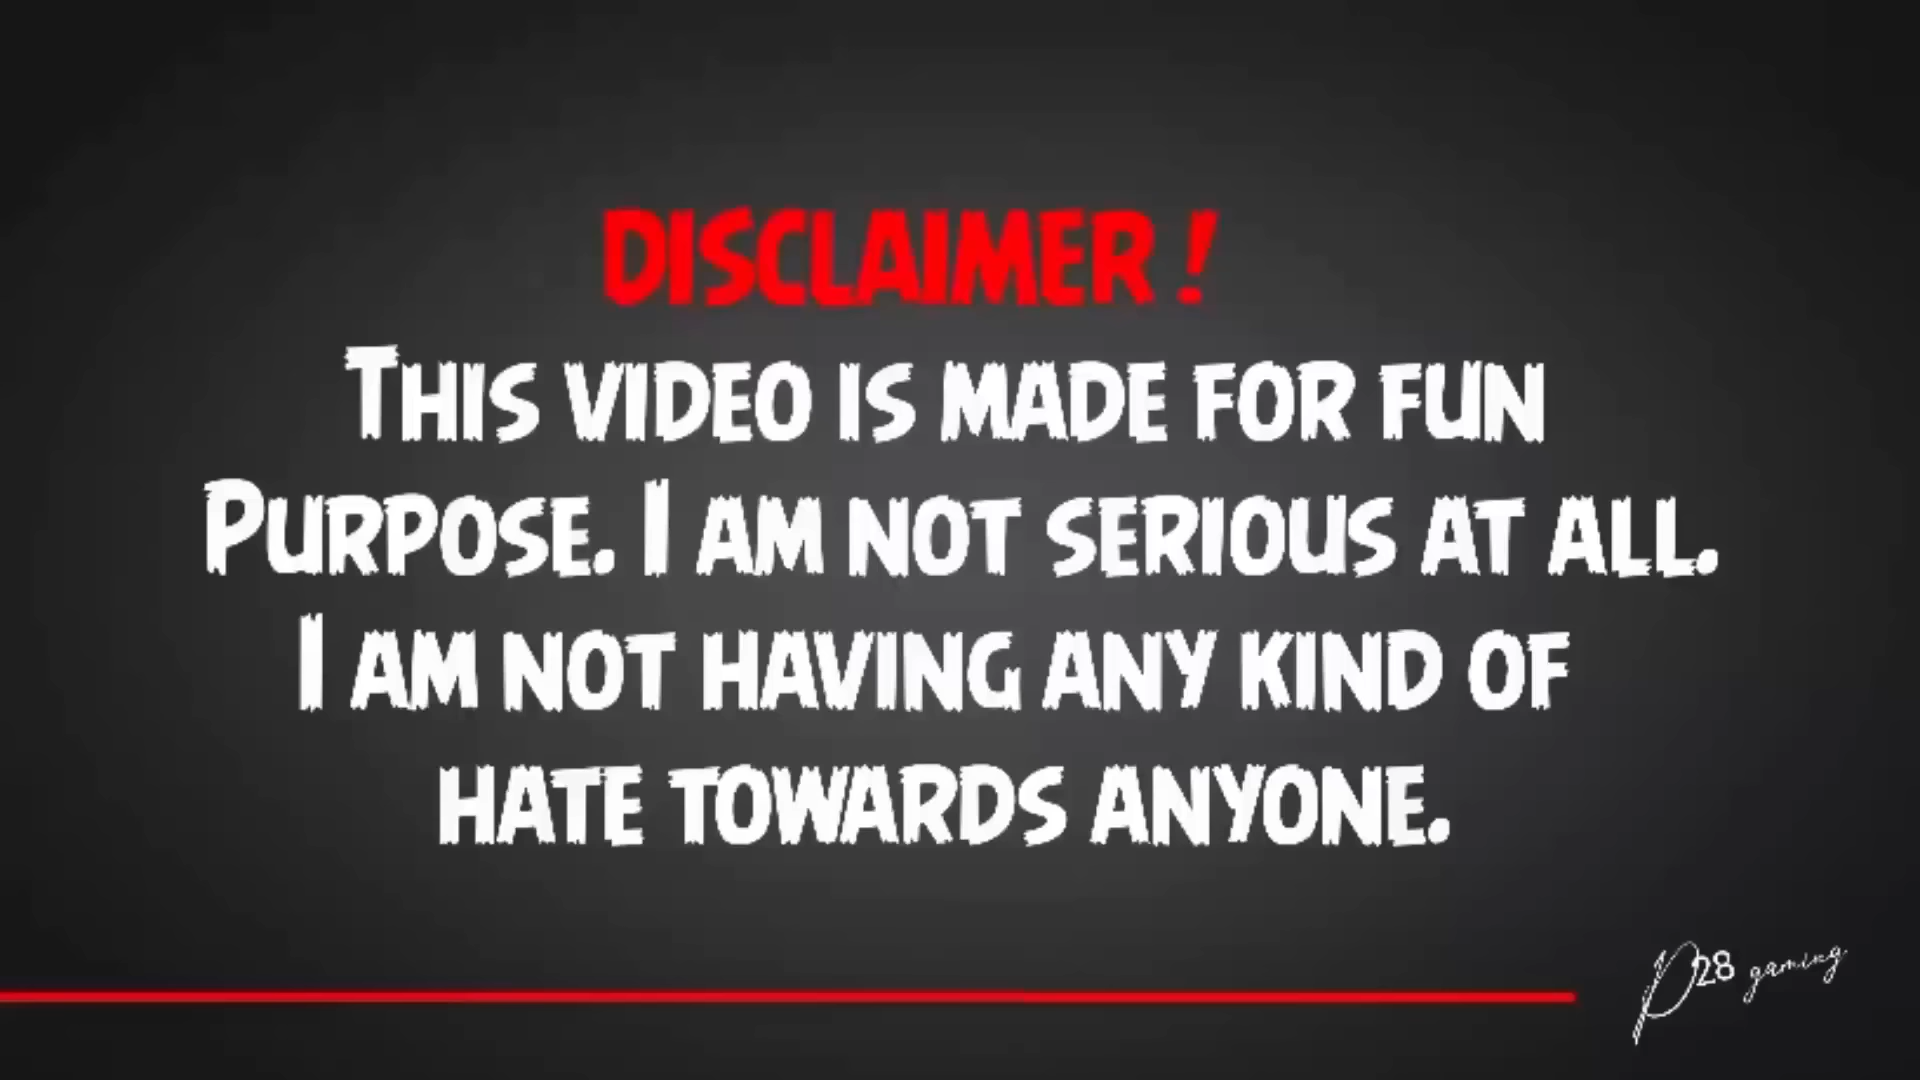 DISCLAIMER !
THIS VIDEO IS MADE FOR FUN
PURPOSE. I AM NOT SERIOUS AT ALL.
I AM NOT HAVING ANY KIND OF
HATE TOWARDS ANYONE.
P28 gaming